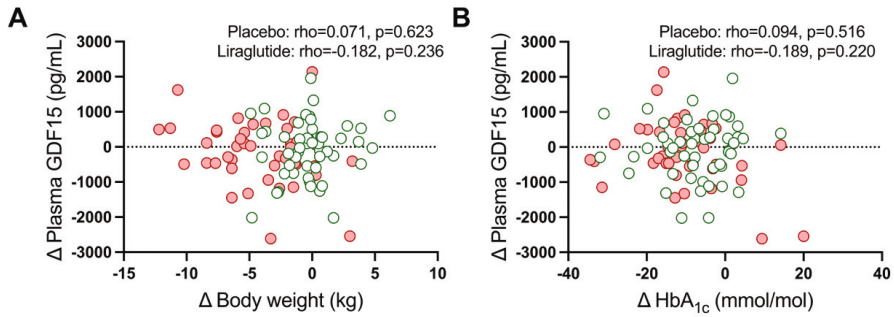 A
Placebo: rho=0.071, p=0.623
Liraglutide: rho=-0.182, p=0.236
Δ Plasma GDF15 (pg/mL)
3000
2000
1000
0
-1000
-2000
-3000
-15 -10 -5 0 5 10
Δ Body weight (kg)
B
Placebo: rho=0.094, p=0.516
Liraglutide: rho=-0.189, p=0.220
Δ Plasma GDF15 (pg/mL)
3000
2000
1000
0
-1000
-2000
-3000
-40 -20 0 20 40
Δ HbA1c (mmol/mol)